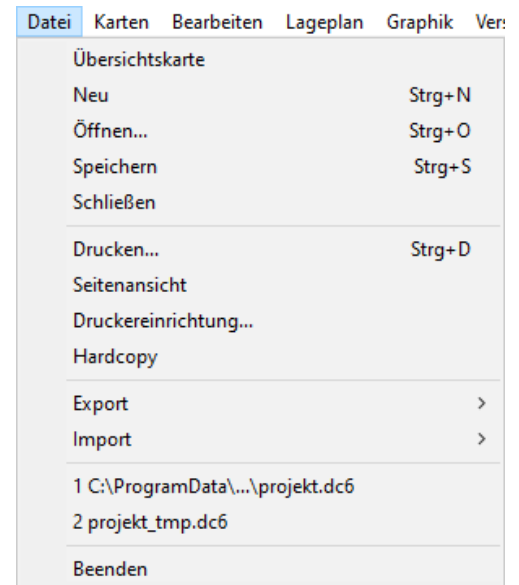 Datei Karten Bearbeiten Lageplan Graphik
Übersichtskarte
Neu Strg+N
Öffnen... Strg+O
Speichern Strg+S
Schließen
Drucken... Strg+D
Seitenansicht
Druckereinrichtung...
Hardcopy
Export
Import
1 C:\ProgramData\...\projekt.dc6
2 projekt_tmp.dc6
Beenden